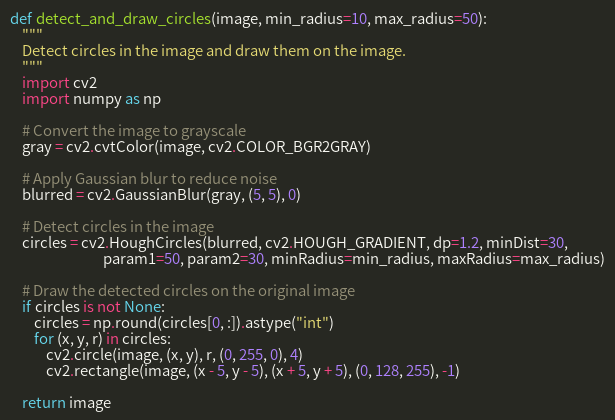 def detect_and_draw_circles(image, min_radius=10, max_radius=50):
    """
    Detect circles in the image and draw them on the image.
    """
    import cv2
    import numpy as np

    # Convert the image to grayscale
    gray = cv2.cvtColor(image, cv2.COLOR_BGR2GRAY)

    # Apply Gaussian blur to reduce noise
    blurred = cv2.GaussianBlur(gray, (5, 5), 0)

    # Detect circles in the image
    circles = cv2.HoughCircles(blurred, cv2.HOUGH_GRADIENT, dp=1.2, minDist=30,
                               param1=50, param2=30, minRadius=min_radius, maxRadius=max_radius)

    # Draw the detected circles on the original image
    if circles is not None:
        circles = np.round(circles[0, :]).astype("int")
        for (x, y, r) in circles:
            cv2.circle(image, (x, y), r, (0, 255, 0), 4)
            cv2.rectangle(image, (x - 5, y - 5), (x + 5, y + 5), (0, 128, 255), -1)

    return image